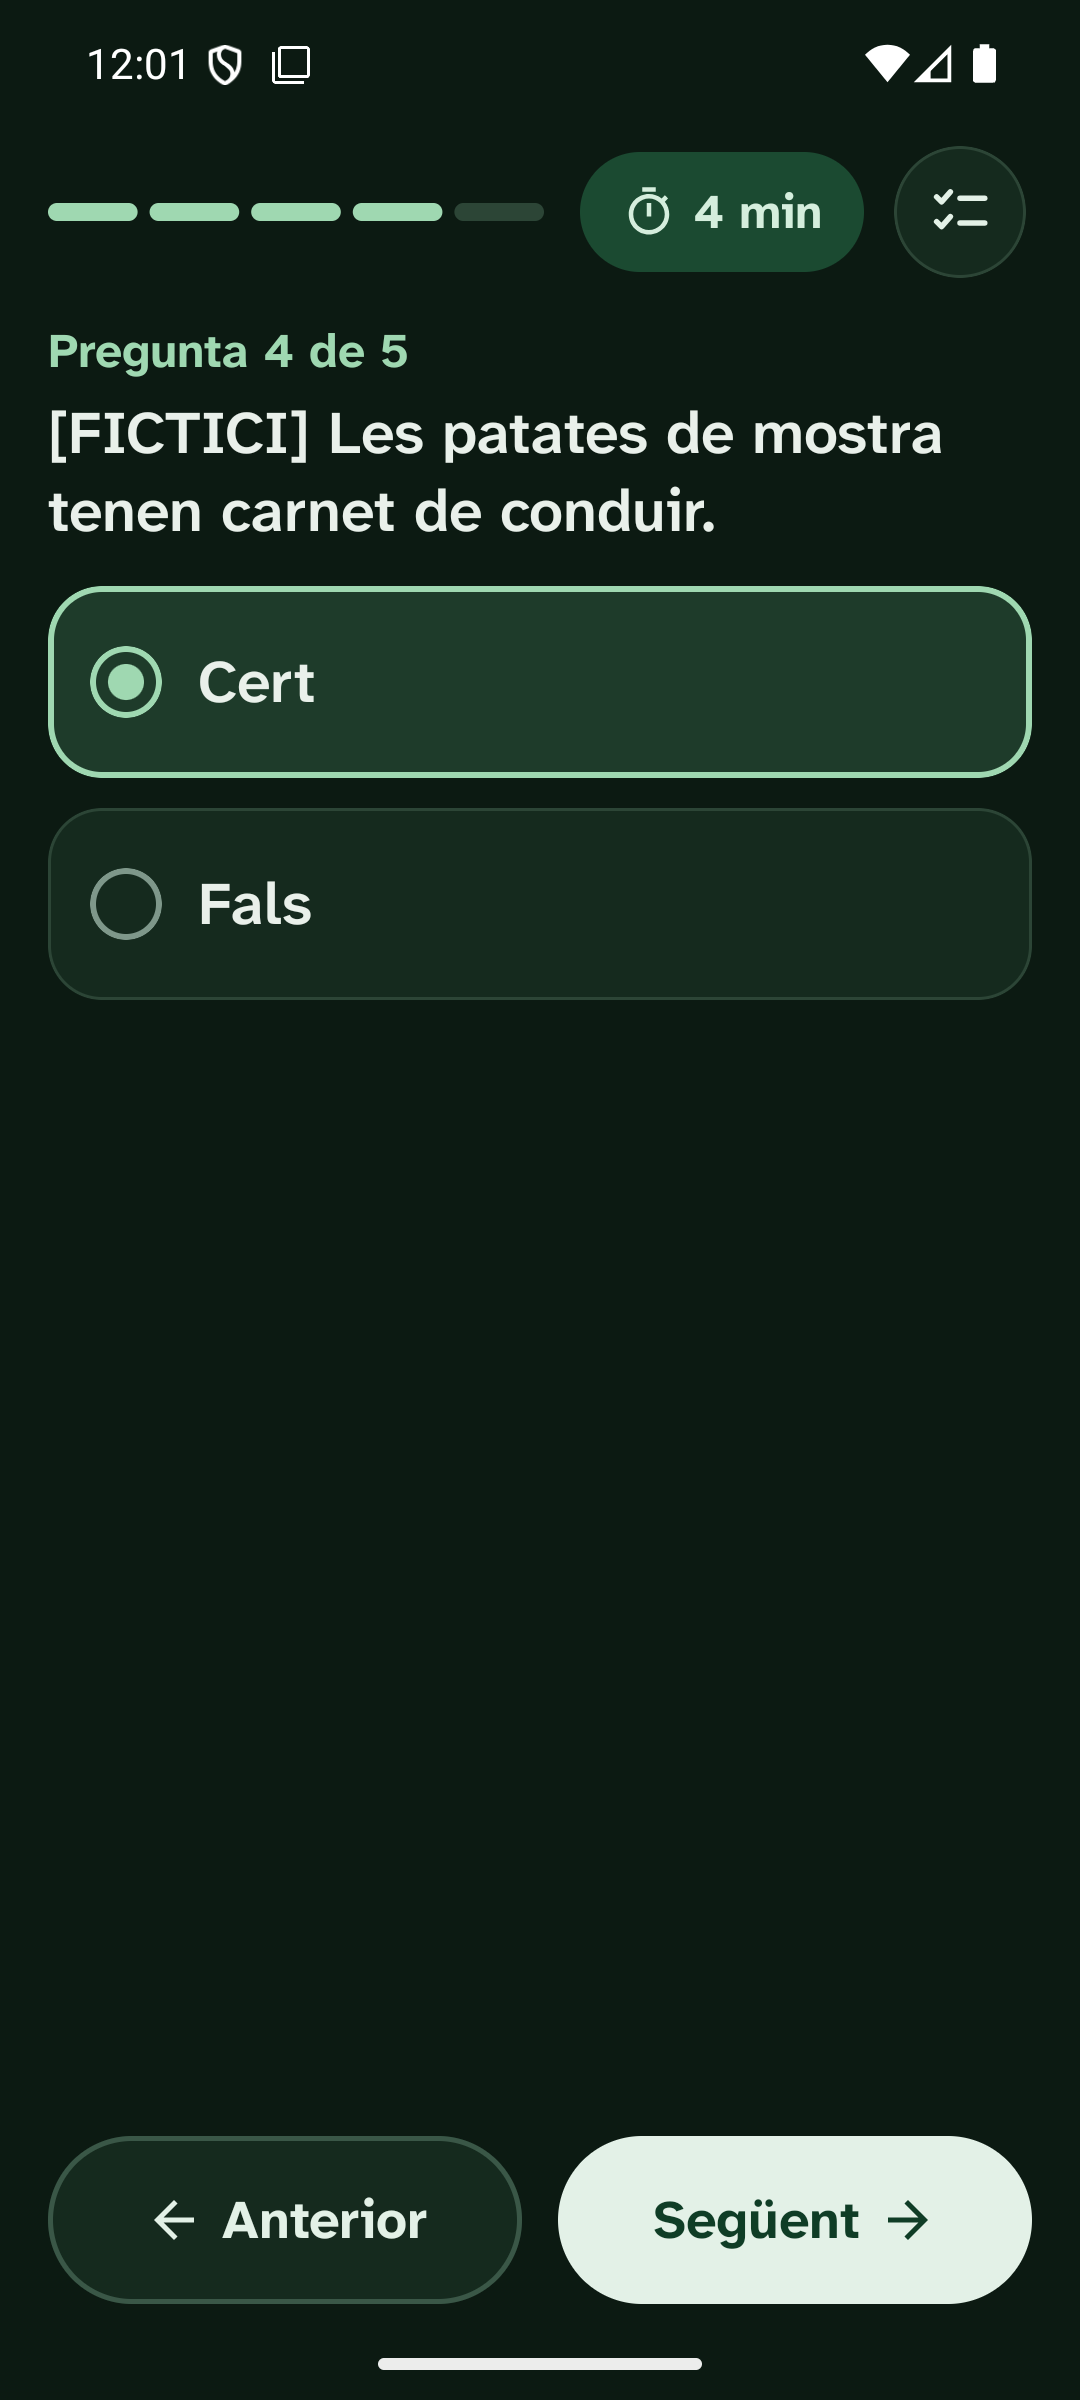 12:01
4 min
Pregunta 4 de 5
[FICTICI] Les patates de mostra
tenen carnet de conduir.
Cert
Fals
Anterior
Següent